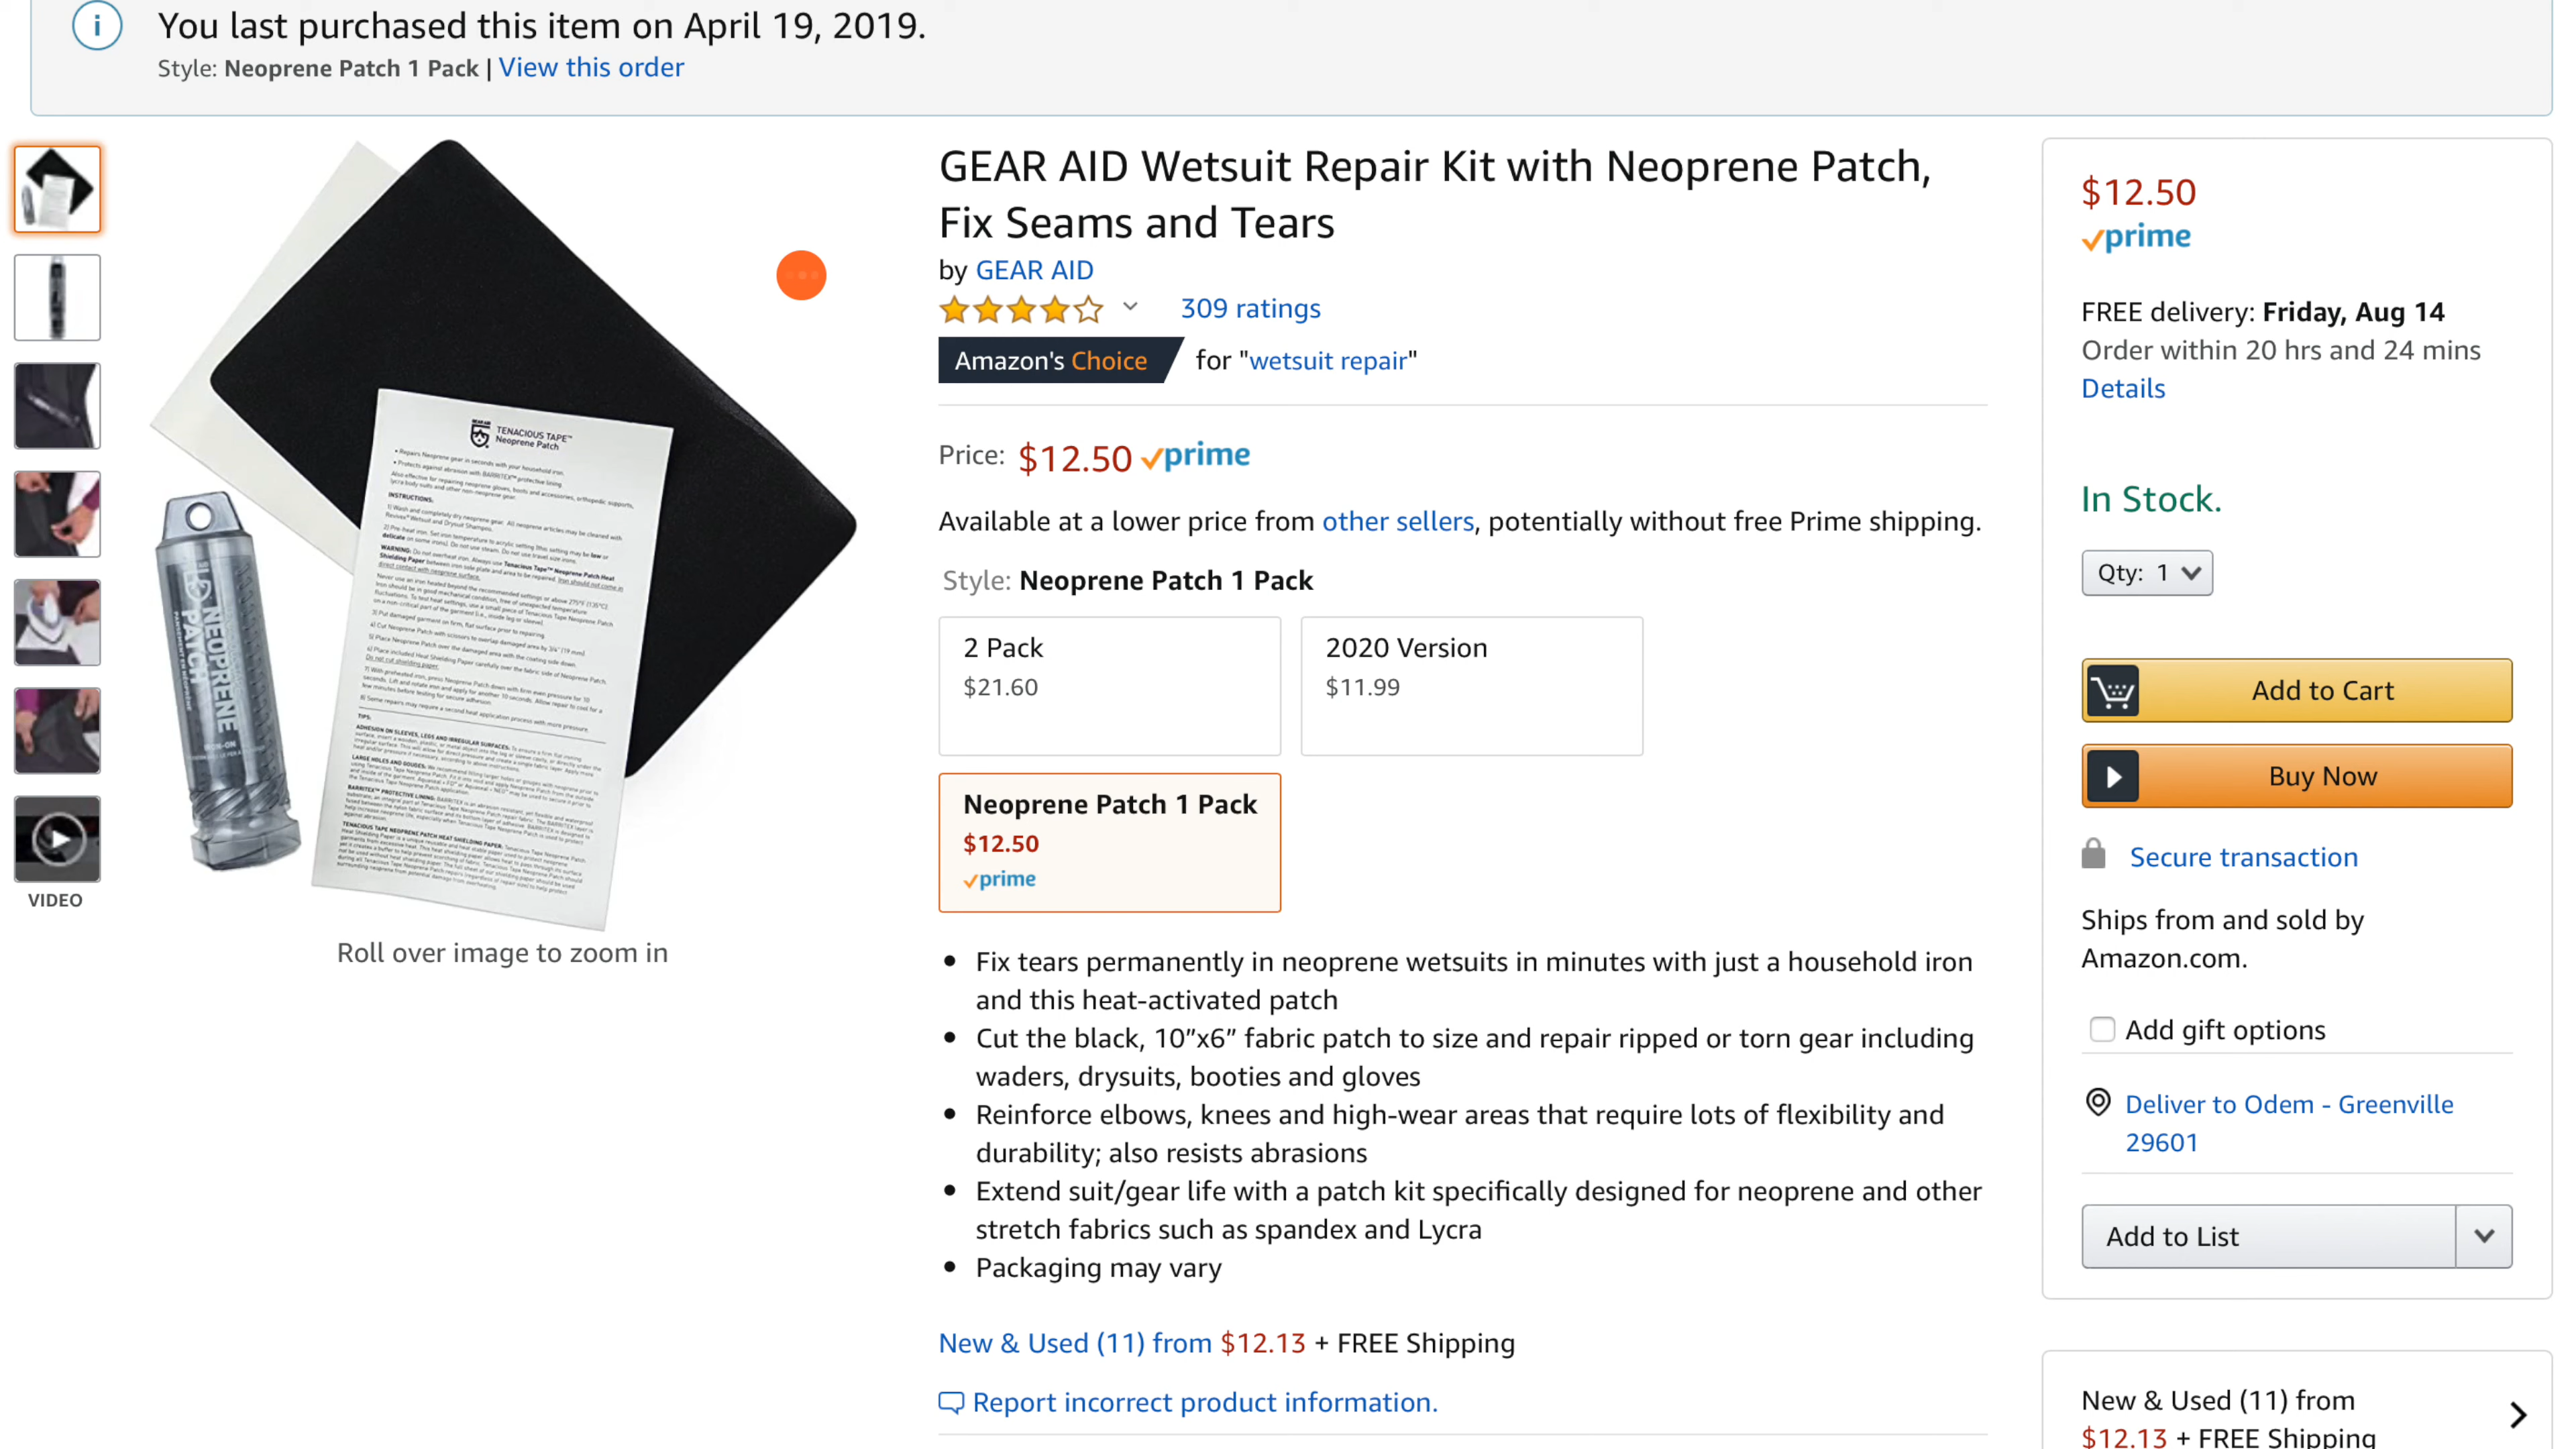 You last purchased this item on April 19, 2019.
Style: Neoprene Patch 1 Pack | View this order
VIDEO
TENACIOUS TAPE™
Neoprene Patch
INSTRUCTIONS:
TIPS:
NEOPRENE
PATCH
IRON-ON
Roll over image to zoom in
GEAR AID Wetsuit Repair Kit with Neoprene Patch,
Fix Seams and Tears
by GEAR AID
309 ratings
Amazon's Choice for "wetsuit repair"
Price: $12.50 prime
Available at a lower price from other sellers, potentially without free Prime shipping.
Style: Neoprene Patch 1 Pack
2 Pack
$21.60
2020 Version
$11.99
Neoprene Patch 1 Pack
$12.50
prime
• Fix tears permanently in neoprene wetsuits in minutes with just a household iron
and this heat-activated patch
• Cut the black, 10”x6” fabric patch to size and repair ripped or torn gear including
waders, drysuits, booties and gloves
• Reinforce elbows, knees and high-wear areas that require lots of flexibility and
durability; also resists abrasions
• Extend suit/gear life with a patch kit specifically designed for neoprene and other
stretch fabrics such as spandex and Lycra
• Packaging may vary
New & Used (11) from $12.13 + FREE Shipping
Report incorrect product information.
$12.50
prime
FREE delivery: Friday, Aug 14
Order within 20 hrs and 24 mins
Details
In Stock.
Qty: 1
Add to Cart
Buy Now
Secure transaction
Ships from and sold by
Amazon.com.
Add gift options
Deliver to Odem - Greenville
29601
Add to List
New & Used (11) from
$12.13 + FREE Shipping